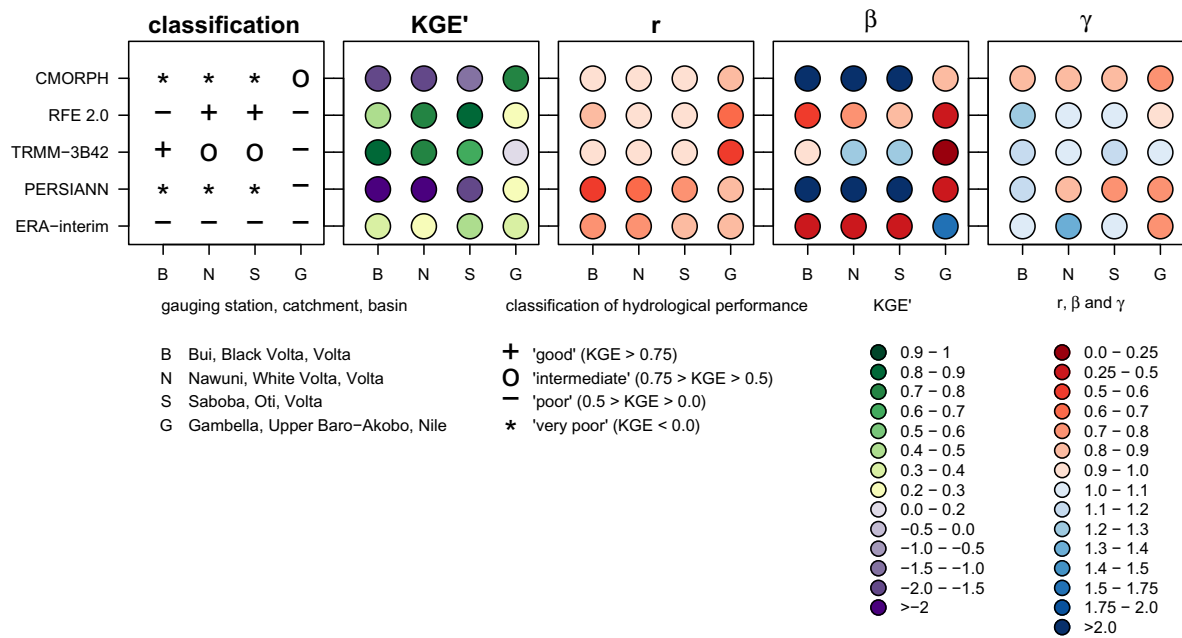 classification KGE' r β γ
CMORPH * * * O
RFE 2.0 − + + −
TRMM−3B42 + O O −
PERSIANN * * * −
ERA−interim − − − −
B N S G B N S G B N S G B N S G B N S G
gauging station, catchment, basin classification of hydrological performance KGE' r, β and γ
B Bui, Black Volta, Volta
N Nawuni, White Volta, Volta
S Saboba, Oti, Volta
G Gambella, Upper Baro−Akobo, Nile
+ 'good' (KGE > 0.75)
O 'intermediate' (0.75 > KGE > 0.5)
− 'poor' (0.5 > KGE > 0.0)
* 'very poor' (KGE < 0.0)
0.9 − 1
0.8 − 0.9
0.7 − 0.8
0.6 − 0.7
0.5 − 0.6
0.4 − 0.5
0.3 − 0.4
0.2 − 0.3
0.0 − 0.2
−0.5 − 0.0
−1.0 − −0.5
−1.5 − −1.0
−2.0 − −1.5
>−2
0.0 − 0.25
0.25 − 0.5
0.5 − 0.6
0.6 − 0.7
0.7 − 0.8
0.8 − 0.9
0.9 − 1.0
1.0 − 1.1
1.1 − 1.2
1.2 − 1.3
1.3 − 1.4
1.4 − 1.5
1.5 − 1.75
1.75 − 2.0
>2.0